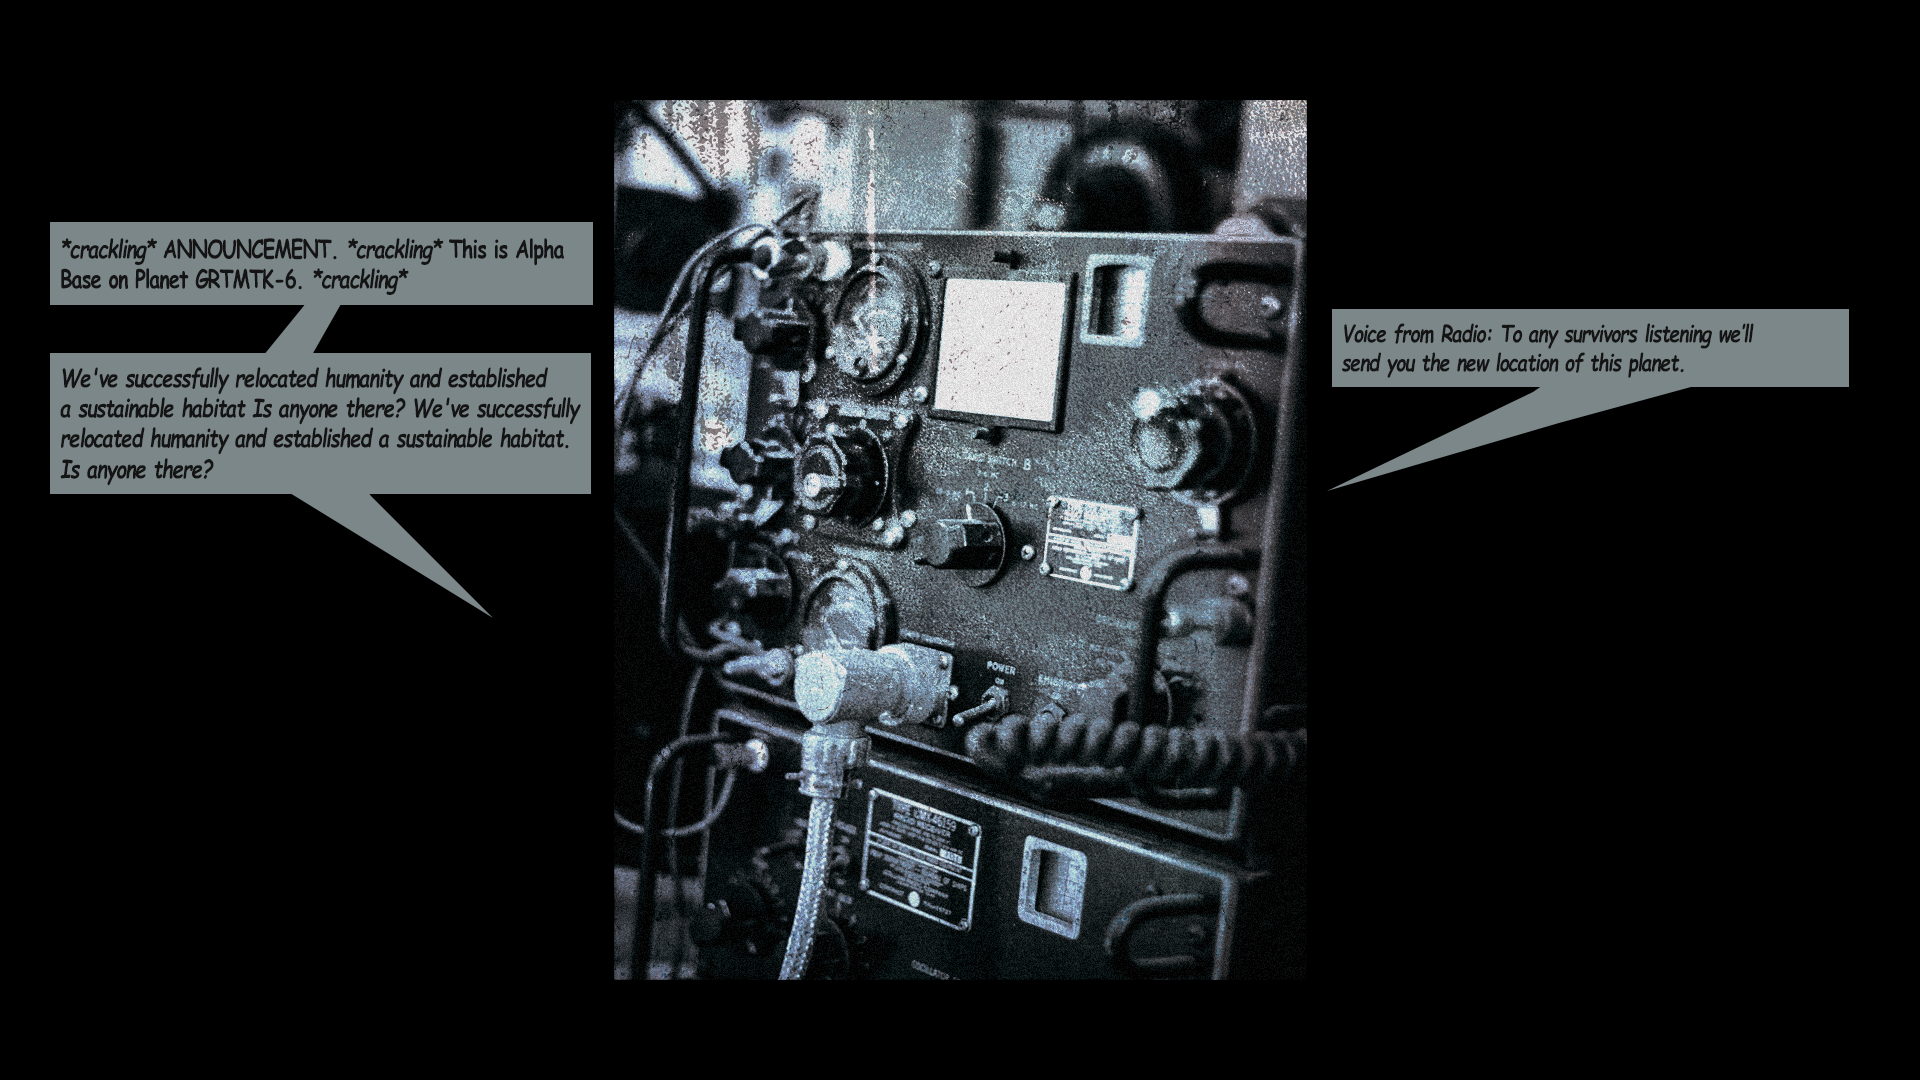 *crackling* ANNOUNCEMENT. *crackling* This is Alpha
Base on Planet GRTMTK-6. *crackling*
We've successfully relocated humanity and established
a sustainable habitat Is anyone there? We've successfully
relocated humanity and established a sustainable habitat.
Is anyone there?
Voice from Radio: To any survivors listening we'll
send you the new location of this planet.
POWER
ON